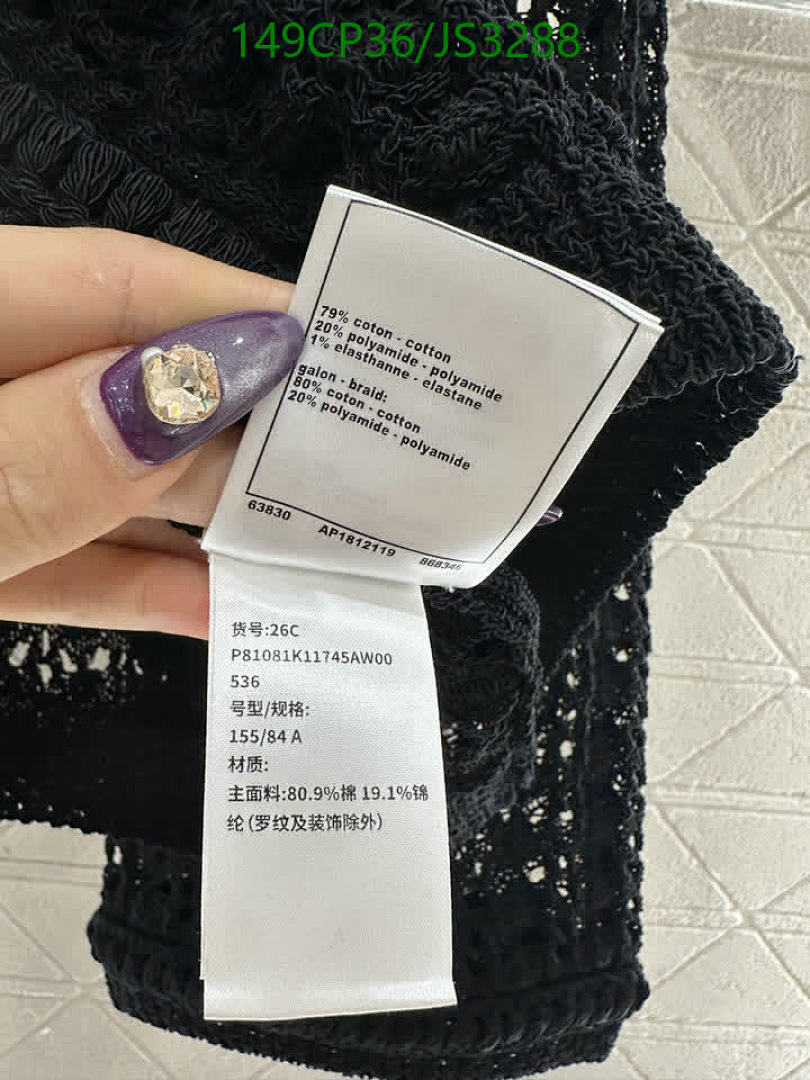 149CP36/JS3288
79% coton - cotton
20% polyamide - polyamide
1% elasthanne - elastane
galon - braid:
80% coton - cotton
20% polyamide - polyamide
63830 AP1812119 868346
货号:26C
P81081K11745AW00
536
号型/规格:
155/84 A
材质:
主面料:80.9%棉 19.1%锦
纶(罗纹及装饰除外)